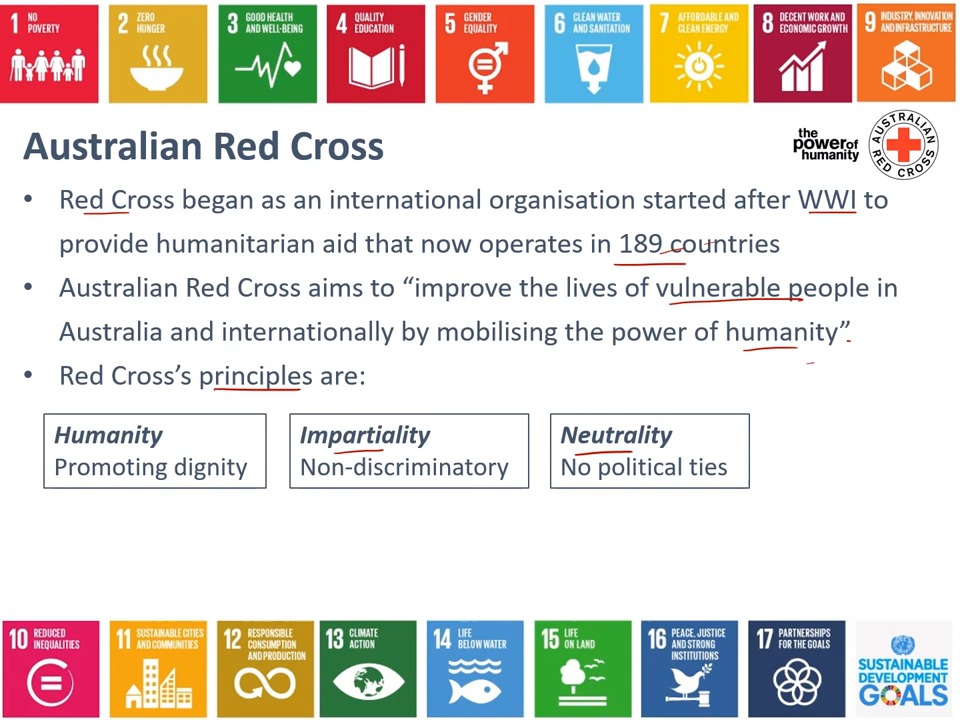 1 NO
POVERTY
2 ZERO
HUNGER
3 GOOD HEALTH
AND WELL-BEING
4 QUALITY
EDUCATION
5 GENDER
EQUALITY
6 CLEAN WATER
AND SANITATION
7 AFFORDABLE AND
CLEAN ENERGY
8 DECENT WORK AND
ECONOMIC GROWTH
9 INDUSTRY, INNOVATION
AND INFRASTRUCTURE
Australian Red Cross
the
power of
humanity
AUSTRALIAN
RED CROSS
• Red Cross began as an international organisation started after WWI to
provide humanitarian aid that now operates in 189 countries
• Australian Red Cross aims to “improve the lives of vulnerable people in
Australia and internationally by mobilising the power of humanity”
• Red Cross’s principles are:
Humanity
Promoting dignity
Impartiality
Non-discriminatory
Neutrality
No political ties
10 REDUCED
INEQUALITIES
11 SUSTAINABLE CITIES
AND COMMUNITIES
12 RESPONSIBLE
CONSUMPTION
AND PRODUCTION
13 CLIMATE
ACTION
14 LIFE
BELOW WATER
15 LIFE
ON LAND
16 PEACE, JUSTICE
AND STRONG
INSTITUTIONS
17 PARTNERSHIPS
FOR THE GOALS
SUSTAINABLE
DEVELOPMENT
GOALS